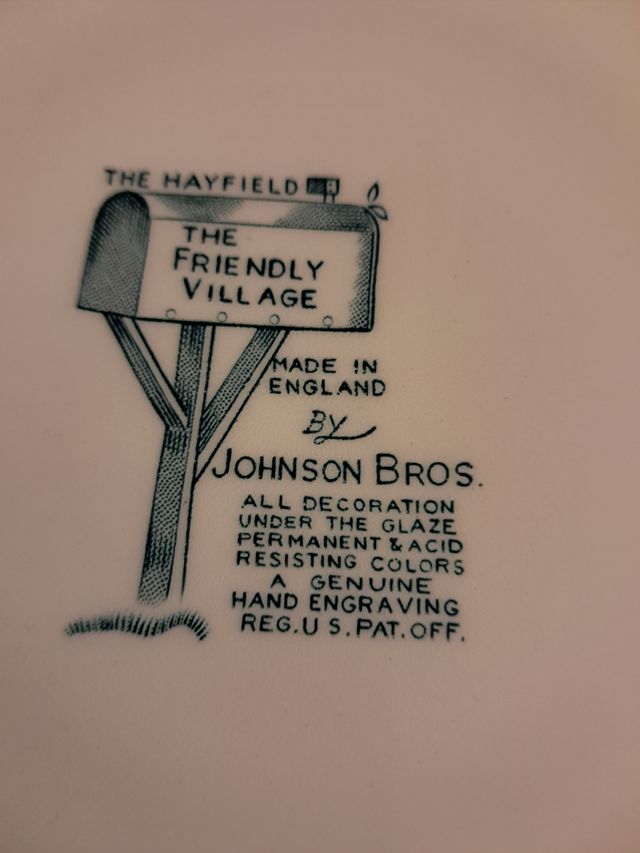 THE HAYFIELD
THE
FRIENDLY
VILLAGE
MADE IN
ENGLAND
By
JOHNSON BROS.
ALL DECORATION
UNDER THE GLAZE
PERMANENT & ACID
RESISTING COLORS
A GENUINE
HAND ENGRAVING
REG. U S. PAT. OFF.